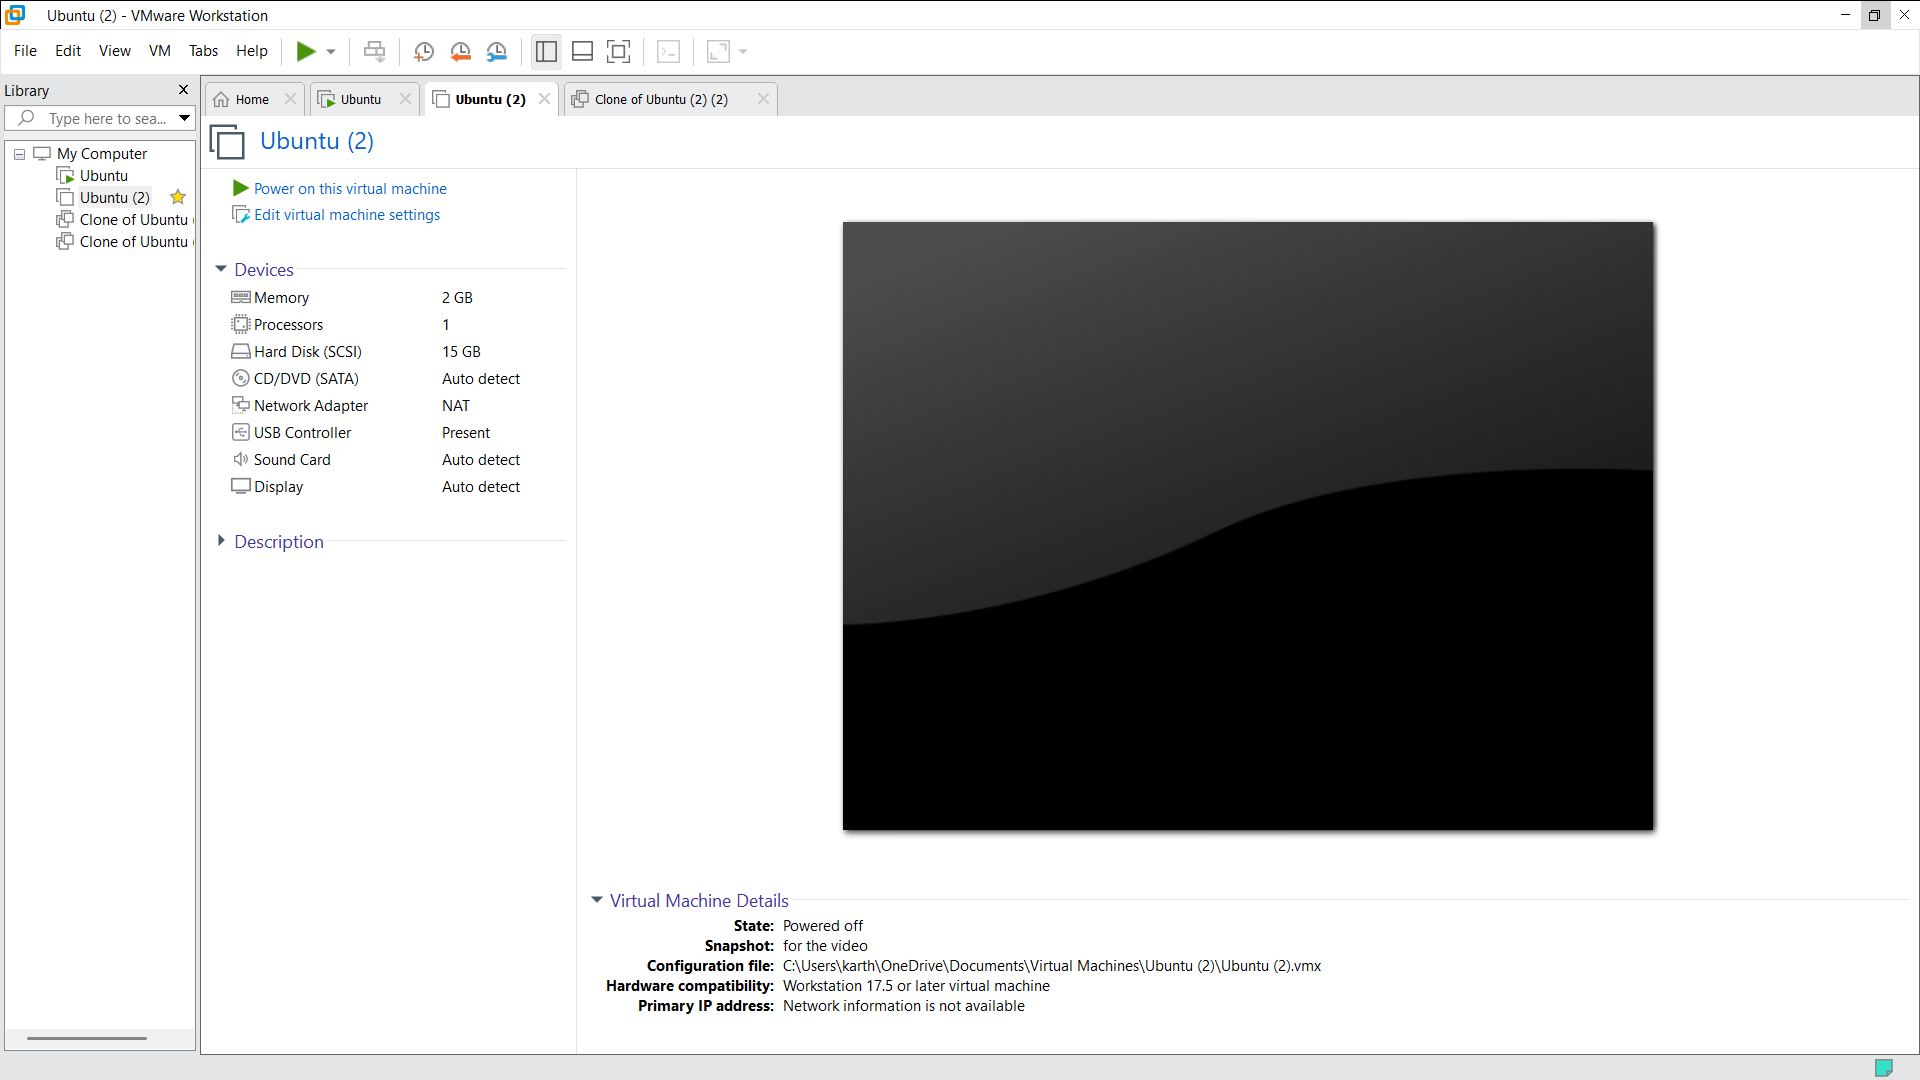 Ubuntu (2) - VMware Workstation
File Edit View VM Tabs Help
Library
Type here to sea...
My Computer
Ubuntu
Ubuntu (2)
Clone of Ubuntu
Clone of Ubuntu
Home
Ubuntu
Ubuntu (2)
Clone of Ubuntu (2) (2)
Ubuntu (2)
Power on this virtual machine
Edit virtual machine settings
Devices
Memory 2 GB
Processors 1
Hard Disk (SCSI) 15 GB
CD/DVD (SATA) Auto detect
Network Adapter NAT
USB Controller Present
Sound Card Auto detect
Display Auto detect
Description
Virtual Machine Details
State: Powered off
Snapshot: for the video
Configuration file: C:\Users\karth\OneDrive\Documents\Virtual Machines\Ubuntu (2)\Ubuntu (2).vmx
Hardware compatibility: Workstation 17.5 or later virtual machine
Primary IP address: Network information is not available